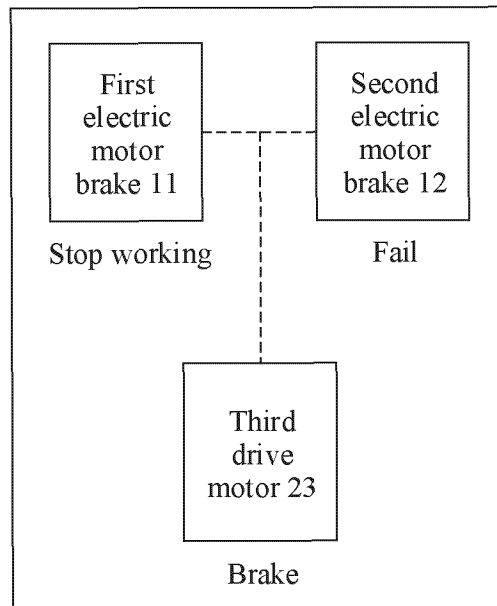 First
electric
motor
brake 11
Second
electric
motor
brake 12
Stop working
Fail
Third
drive
motor 23
Brake